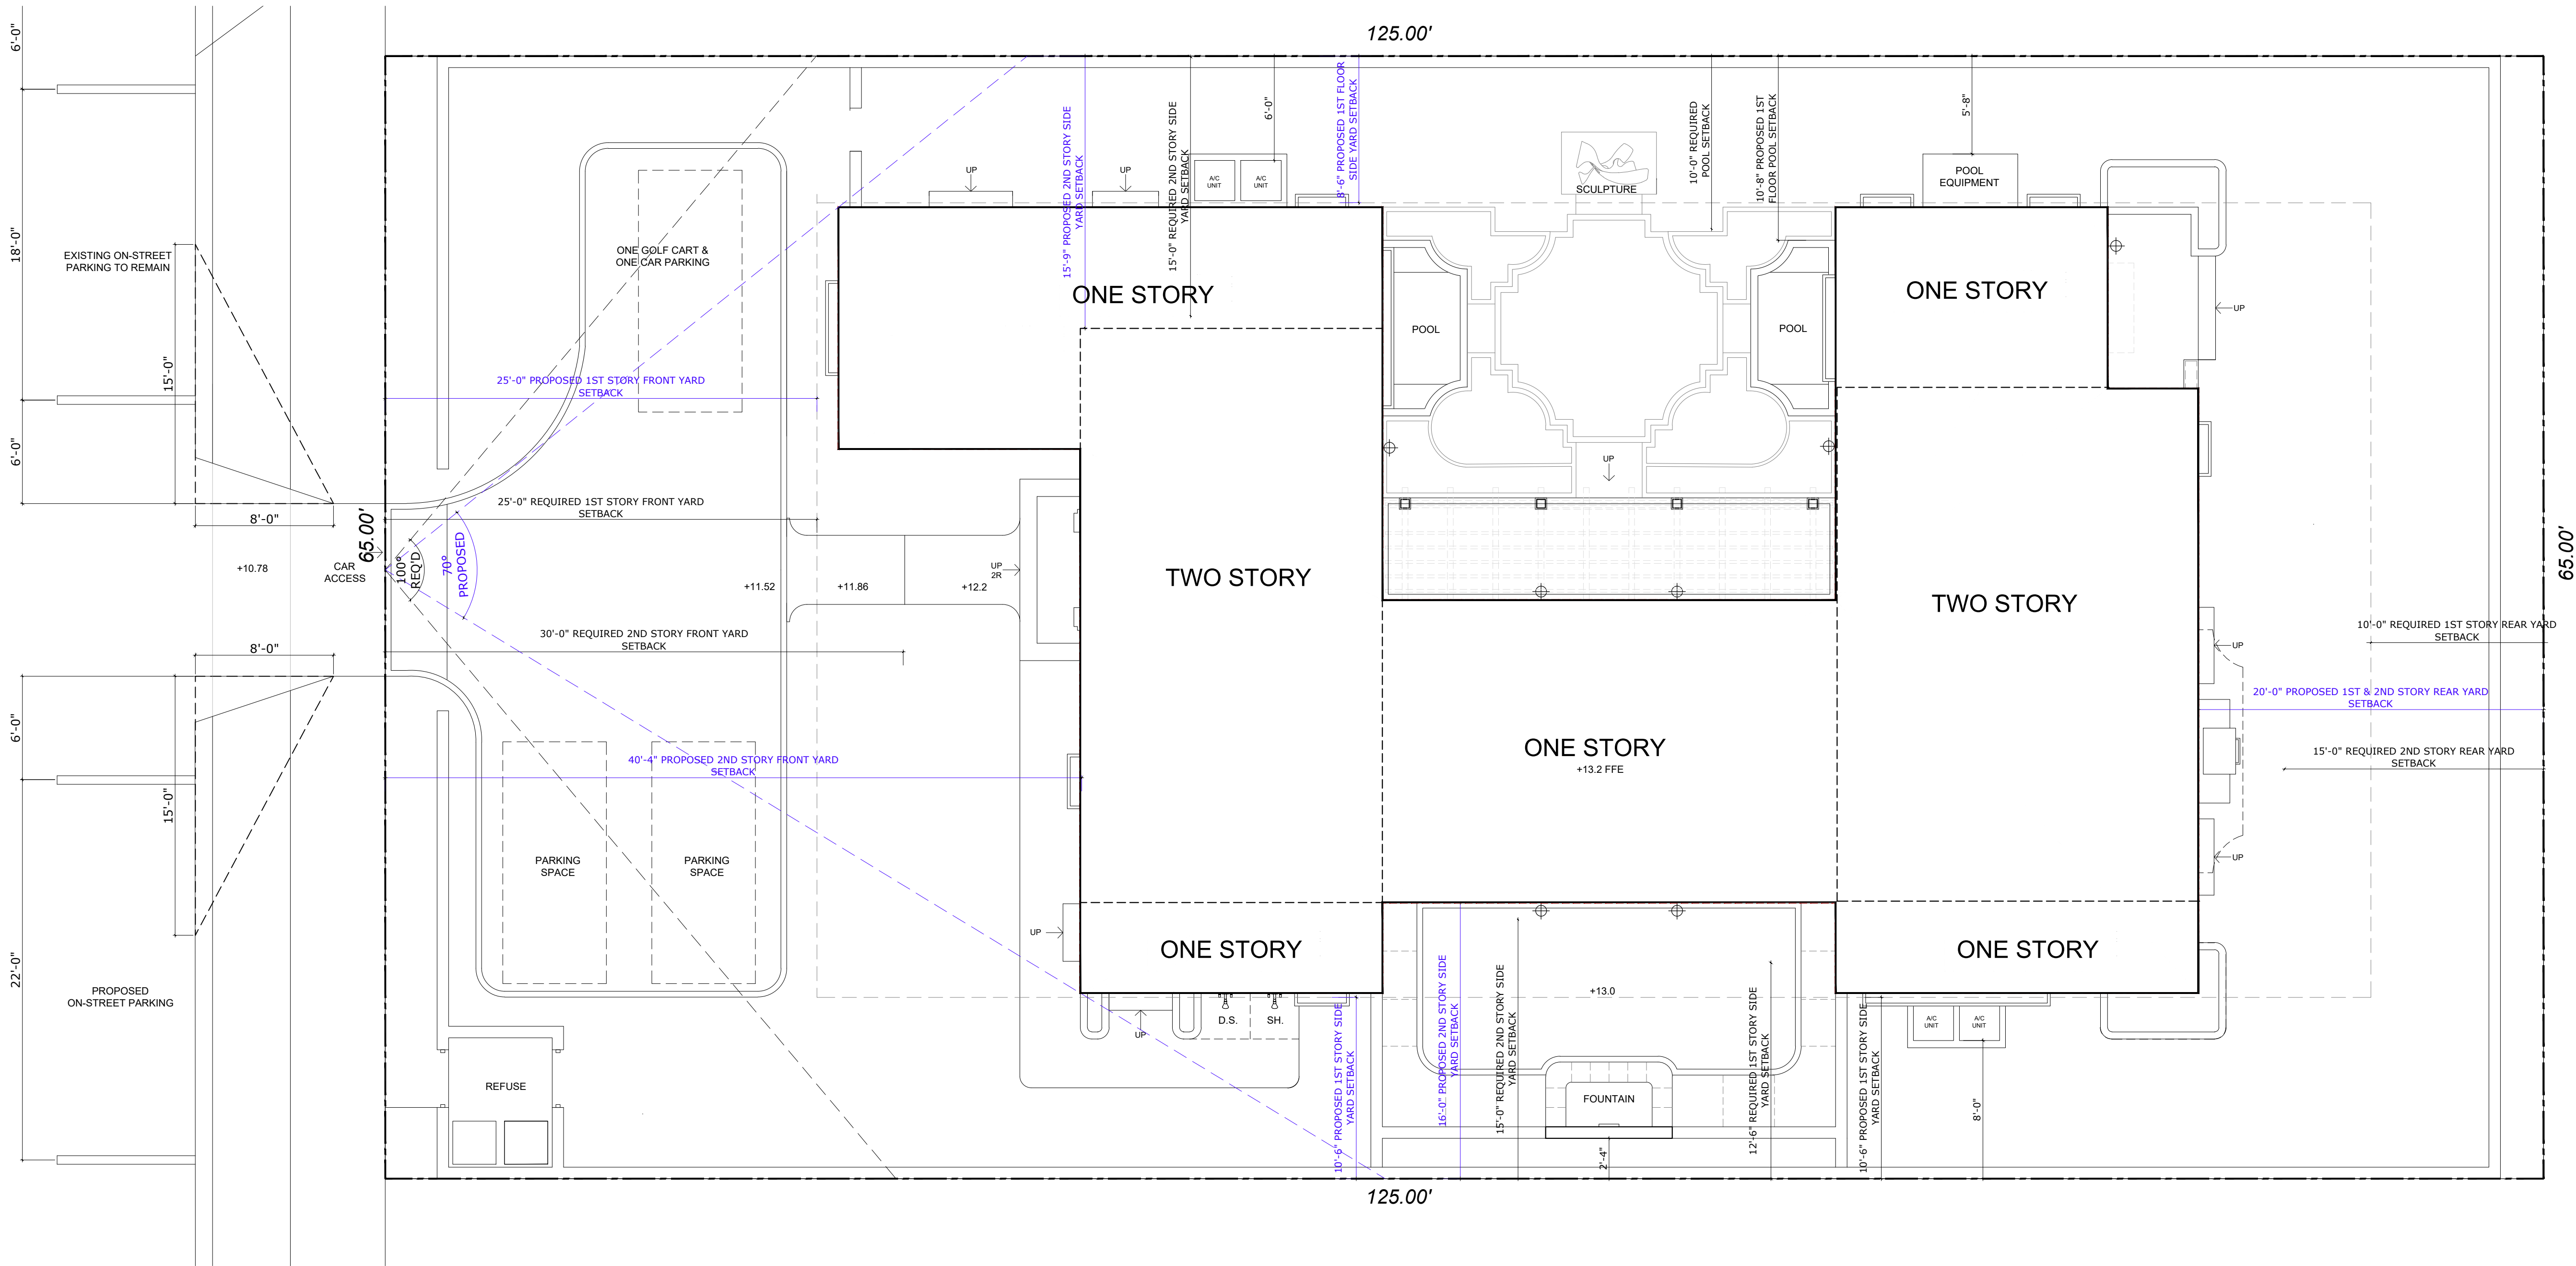 125.00'
6'-0"
18'-0"
6'-0"
15'-0"
8'-0"
EXISTING ON-STREET
PARKING TO REMAIN
ONE GOLF CART &
ONE CAR PARKING
25'-0" PROPOSED 1ST STORY FRONT YARD
SETBACK
25'-0" REQUIRED 1ST STORY FRONT YARD
SETBACK
65.00'
100°
REQ'D
70°
PROPOSED
+10.78
CAR
ACCESS
+11.52
+11.86
+12.2
UP
2R
30'-0" REQUIRED 2ND STORY FRONT YARD
SETBACK
8'-0"
6'-0"
15'-0"
22'-0"
40'-4" PROPOSED 2ND STORY FRONT YARD
SETBACK
PARKING
SPACE
PARKING
SPACE
PROPOSED
ON-STREET PARKING
REFUSE
UP
UP
15'-9" PROPOSED 2ND STORY SIDE
YARD SETBACK
15'-0" REQUIRED 2ND STORY SIDE
YARD SETBACK
6'-0"
A/C
UNIT
A/C
UNIT
8'-6" PROPOSED 1ST FLOOR
SIDE YARD SETBACK
ONE STORY
SCULPTURE
10'-0" REQUIRED
POOL SETBACK
10'-8" PROPOSED 1ST
FLOOR POOL SETBACK
5'-8"
POOL
EQUIPMENT
ONE STORY
UP
POOL
POOL
UP
TWO STORY
TWO STORY
10'-0" REQUIRED 1ST STORY REAR YARD
SETBACK
UP
20'-0" PROPOSED 1ST & 2ND STORY REAR YARD
SETBACK
15'-0" REQUIRED 2ND STORY REAR YARD
SETBACK
65.00'
UP
ONE STORY
+13.2 FFE
UP
ONE STORY
ONE STORY
UP
D.S.
SH.
10'-6" PROPOSED 1ST STORY SIDE
YARD SETBACK
16'-0" PROPOSED 2ND STORY SIDE
YARD SETBACK
15'-0" REQUIRED 2ND STORY SIDE
YARD SETBACK
+13.0
FOUNTAIN
2'-4"
12'-6" REQUIRED 1ST STORY SIDE
YARD SETBACK
10'-6" PROPOSED 1ST STORY SIDE
YARD SETBACK
A/C
UNIT
A/C
UNIT
8'-0"
125.00'